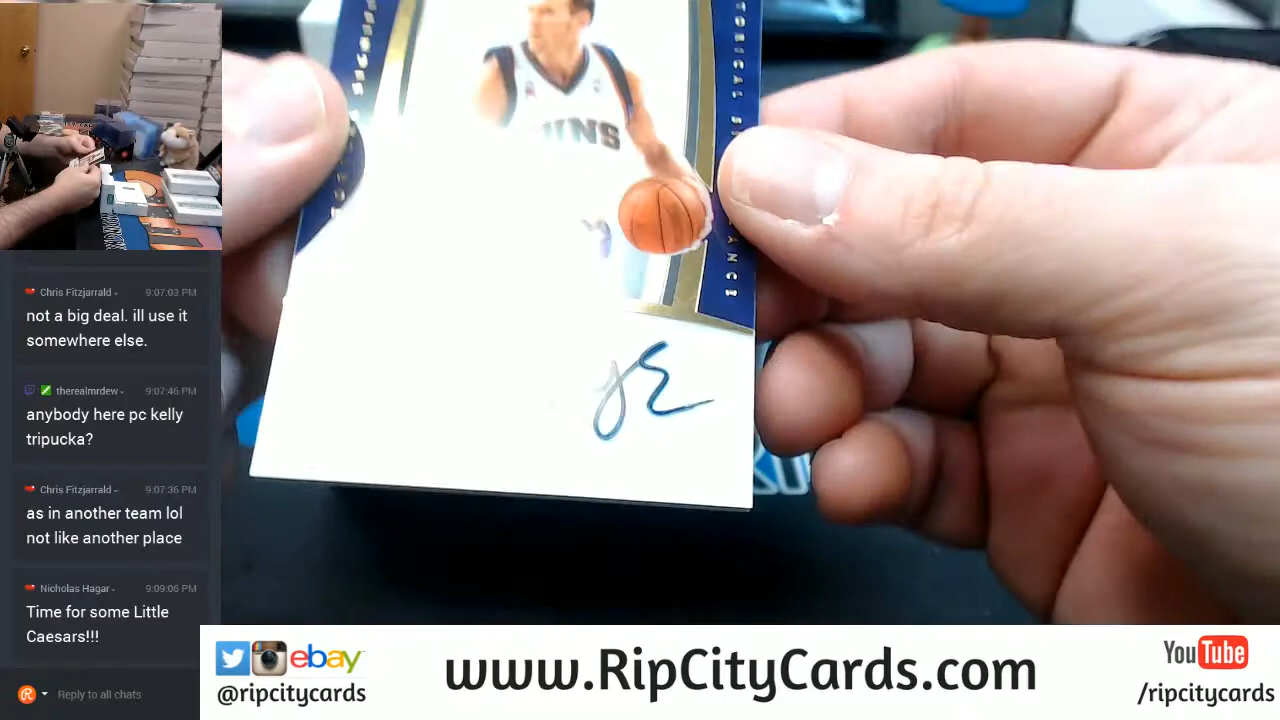 Chris Fitzjarrald 9:07:03 PM
not a big deal. ill use it
somewhere else.
therealmrdew 9:07:46 PM
anybody here pc kelly
tripucka?
Chris Fitzjarrald 9:07:36 PM
as in another team lol
not like another place
Nicholas Hagar 9:09:06 PM
Time for some Little
Caesars!!!
Reply to all chats
UNS
ebay
@ripcitycards
www.RipCityCards.com
YouTube
/ripcitycards